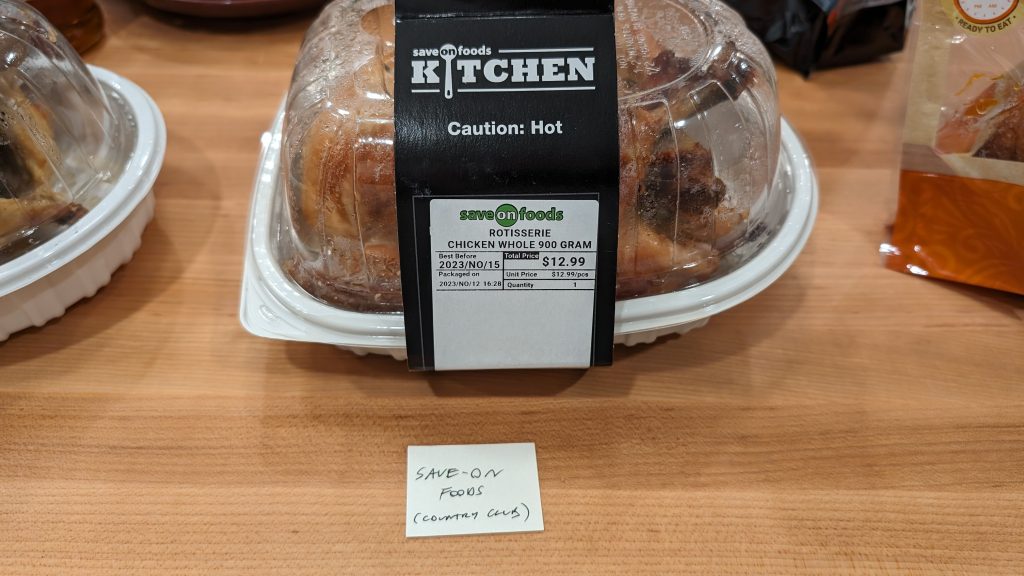 save on foods
KITCHEN
Caution: Hot
save on foods
ROTISSERIE
CHICKEN WHOLE 900 GRAM
Best Before
2023/NO/15
Total Price
$12.99
Packaged on
2023/NO/12 16:28
Unit Price $12.99/pcs
Quantity 1
PM AM
READY TO EAT
SAVE-ON
FOODS
(COUNTRY CLUB)